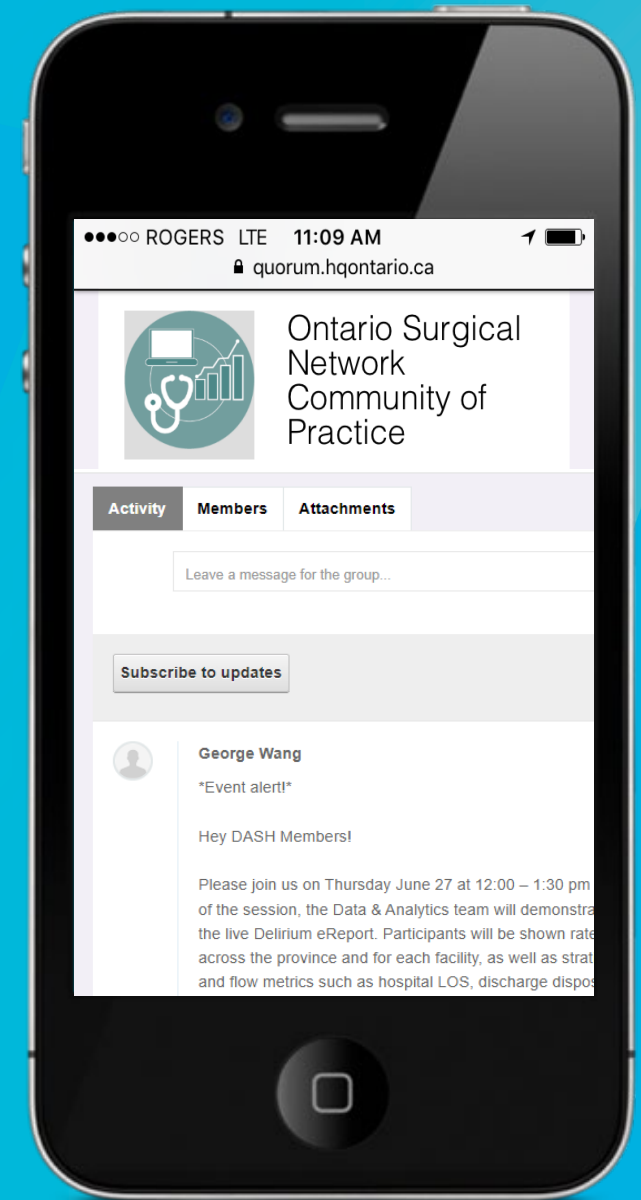 ROGERS LTE 11:09 AM
quorum.hqontario.ca
Ontario Surgical
Network
Community of
Practice
Activity Members Attachments
Leave a message for the group...
Subscribe to updates
George Wang
*Event alert!*
Hey DASH Members!
Please join us on Thursday June 27 at 12:00 – 1:30 pm
of the session, the Data & Analytics team will demonstra
the live Delirium eReport. Participants will be shown rate
across the province and for each facility, as well as strat
and flow metrics such as hospital LOS, discharge dispos